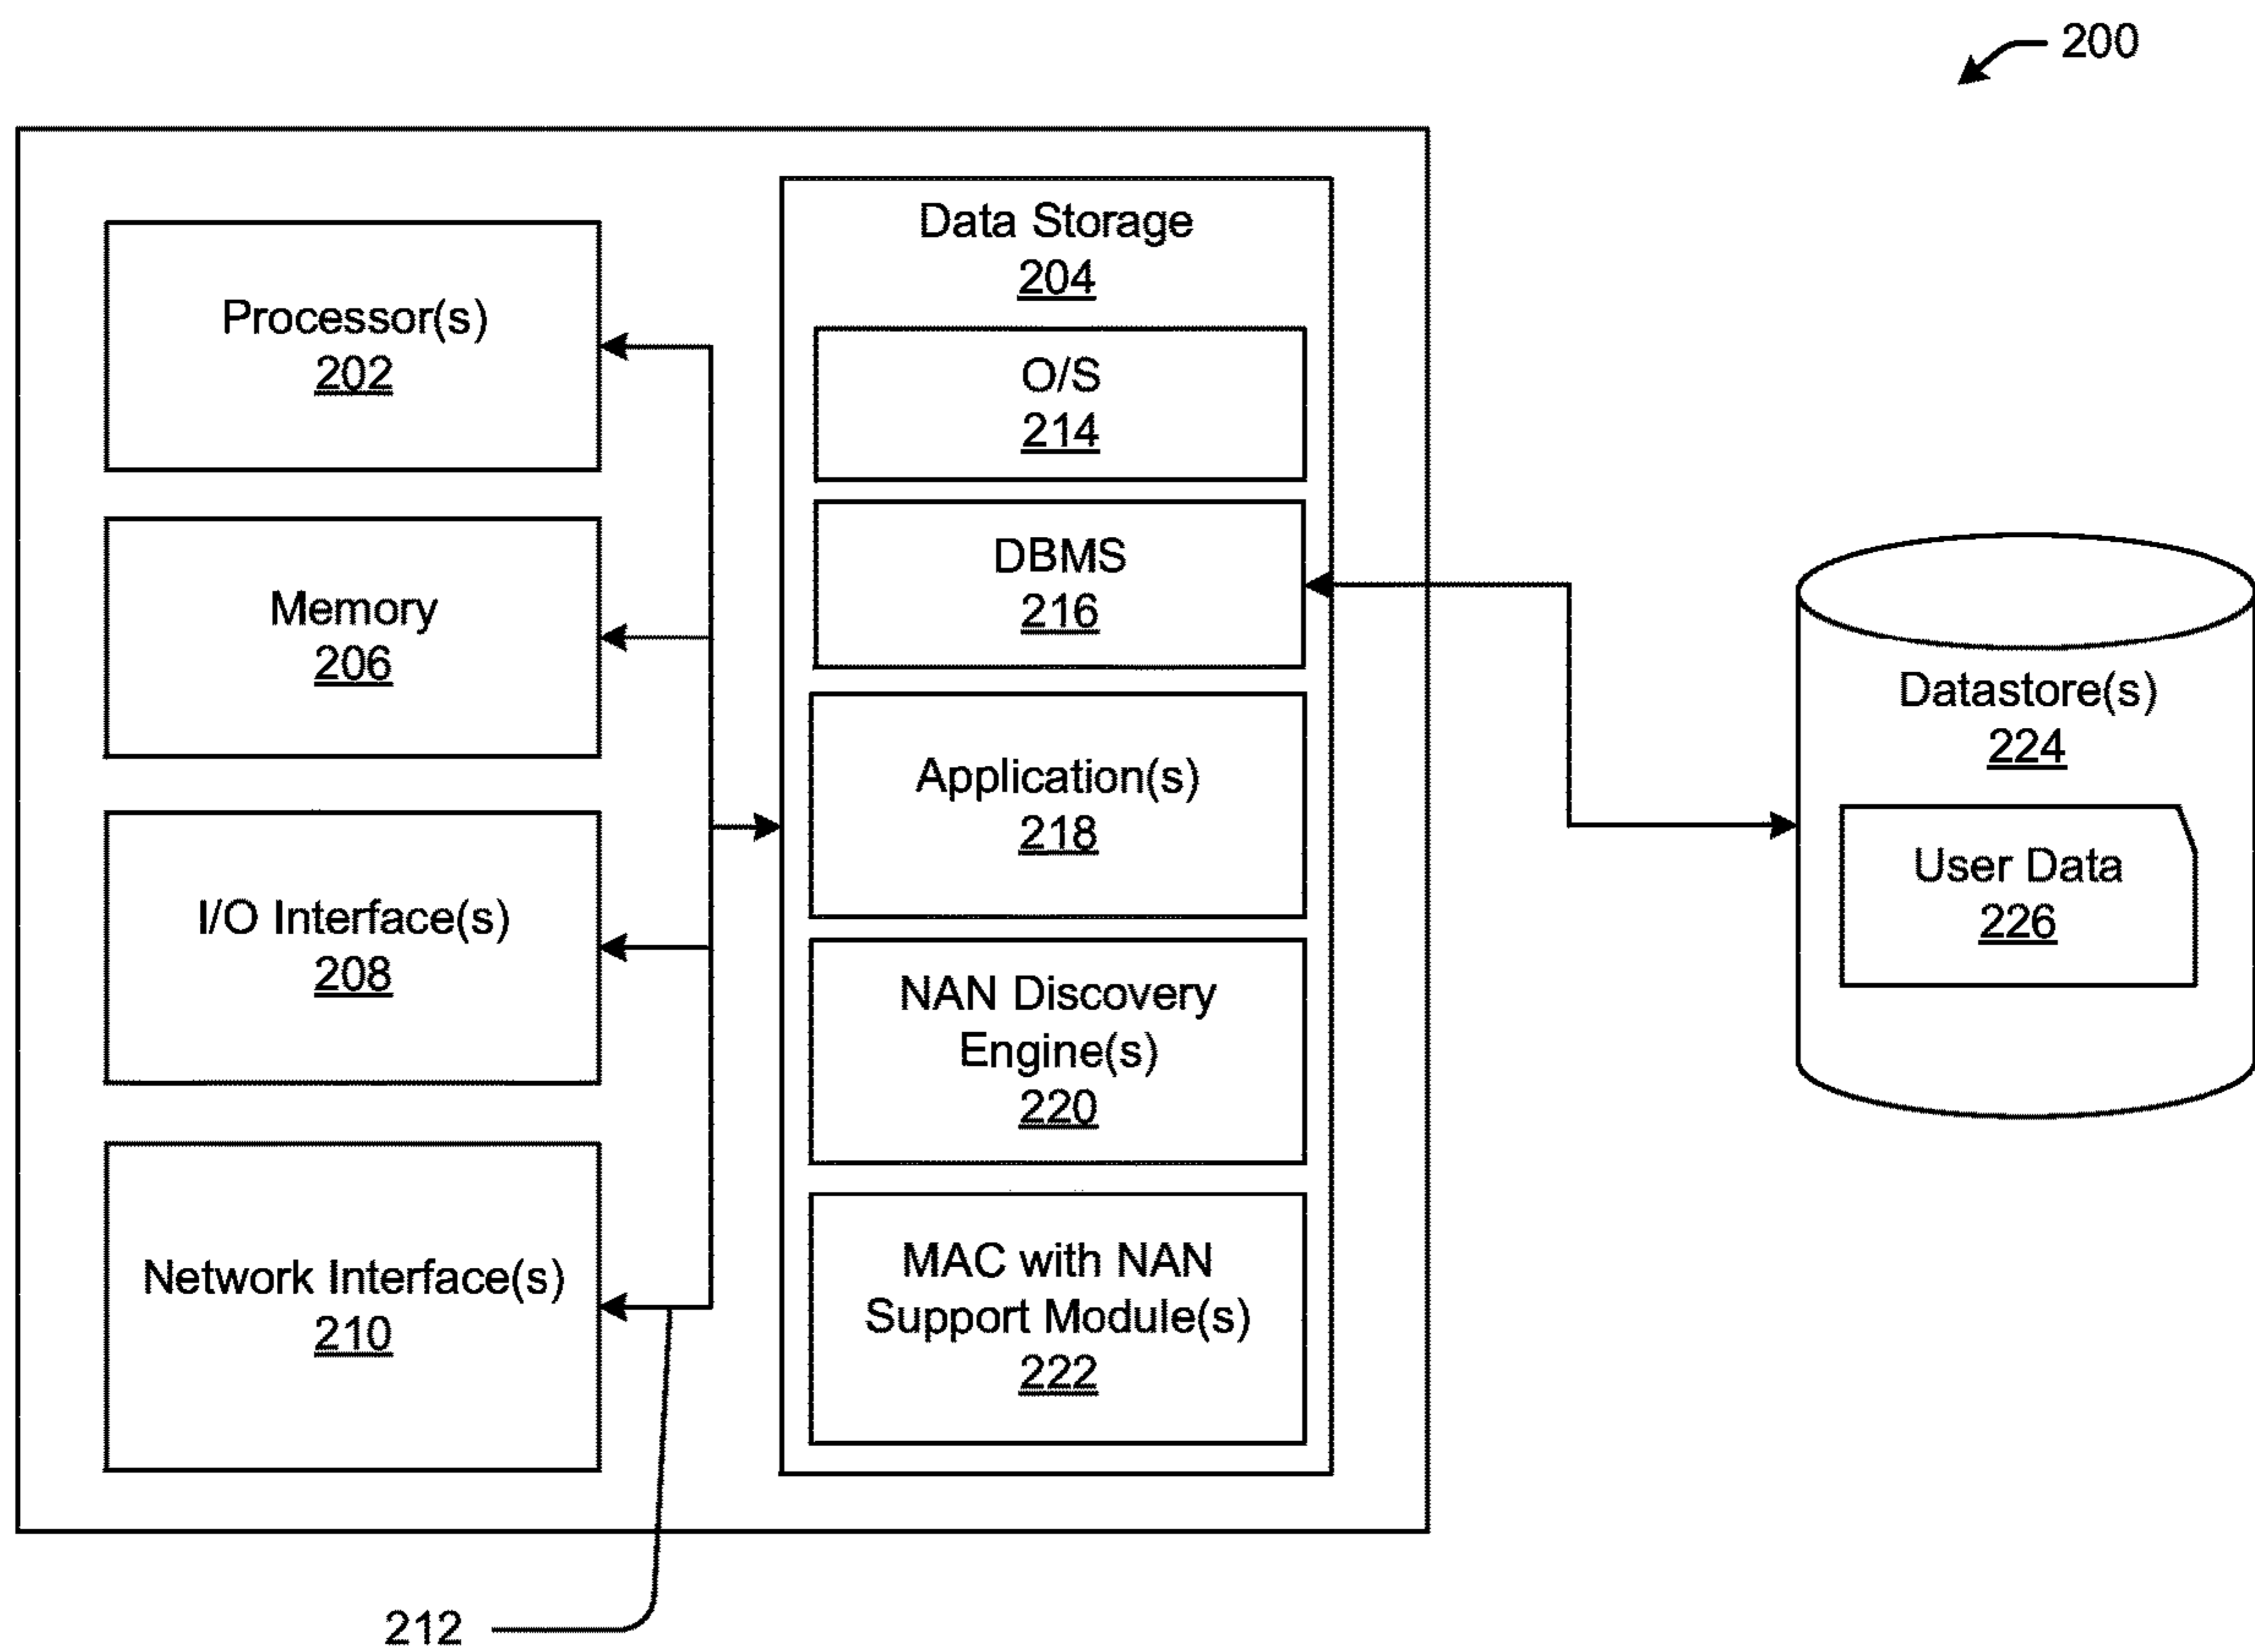 200
Processor(s)
202
Memory
206
I/O Interface(s)
208
Network Interface(s)
210
212
Data Storage
204
O/S
214
DBMS
216
Application(s)
218
NAN Discovery
Engine(s)
220
MAC with NAN
Support Module(s)
222
Datastore(s)
224
User Data
226